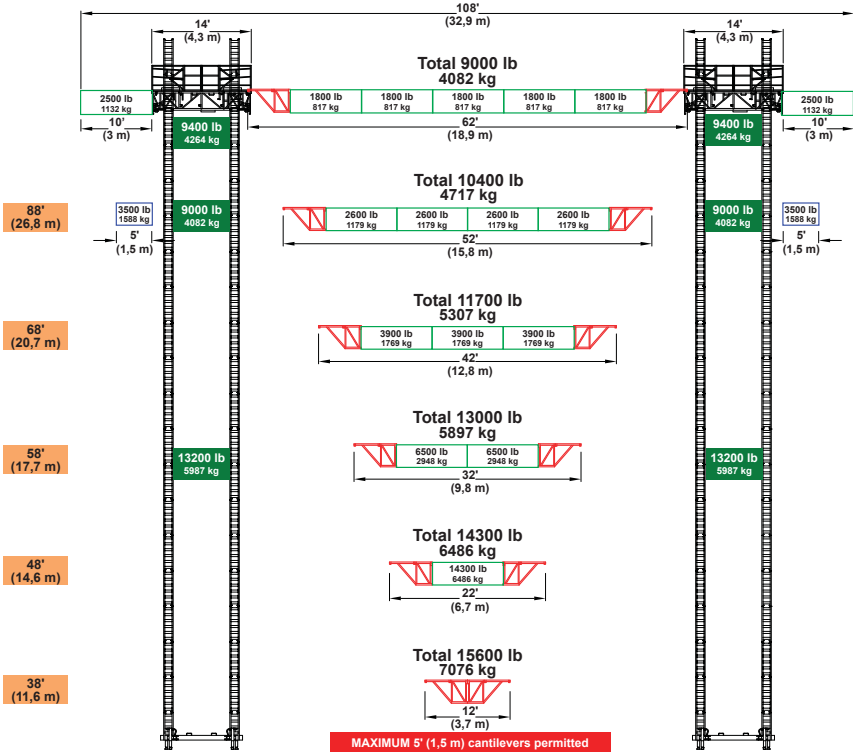 108'
(32,9 m)
14'
(4,3 m)
14'
(4,3 m)
Total 9000 lb
4082 kg
2500 lb
1132 kg
1800 lb
817 kg
1800 lb
817 kg
1800 lb
817 kg
1800 lb
817 kg
1800 lb
817 kg
2500 lb
1132 kg
10'
(3 m)
9400 lb
4264 kg
62'
(18,9 m)
9400 lb
4264 kg
10'
(3 m)
Total 10400 lb
4717 kg
88'
(26,8 m)
3500 lb
1588 kg
9000 lb
4082 kg
2600 lb
1179 kg
2600 lb
1179 kg
2600 lb
1179 kg
2600 lb
1179 kg
9000 lb
4082 kg
3500 lb
1588 kg
5'
(1,5 m)
52'
(15,8 m)
5'
(1,5 m)
Total 11700 lb
5307 kg
68'
(20,7 m)
3900 lb
1769 kg
3900 lb
1769 kg
3900 lb
1769 kg
42'
(12,8 m)
Total 13000 lb
5897 kg
58'
(17,7 m)
13200 lb
5987 kg
6500 lb
2948 kg
6500 lb
2948 kg
13200 lb
5987 kg
32'
(9,8 m)
Total 14300 lb
6486 kg
48'
(14,6 m)
14300 lb
6486 kg
22'
(6,7 m)
Total 15600 lb
7076 kg
38'
(11,6 m)
12'
(3,7 m)
MAXIMUM 5' (1,5 m) cantilevers permitted